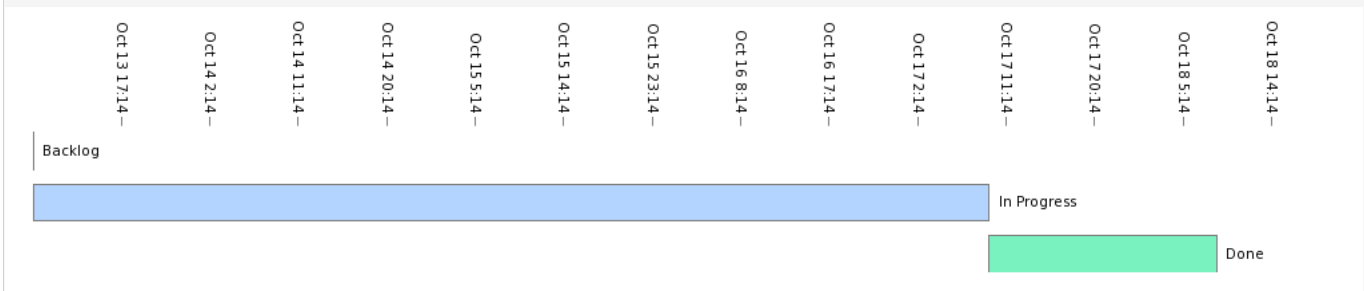 Oct 13 17:14
Oct 14 2:14
Oct 14 11:14
Oct 14 20:14
Oct 15 5:14
Oct 15 14:14
Oct 15 23:14
Oct 16 8:14
Oct 16 17:14
Oct 17 2:14
Oct 17 11:14
Oct 17 20:14
Oct 18 5:14
Oct 18 14:14
Backlog
In Progress
Done